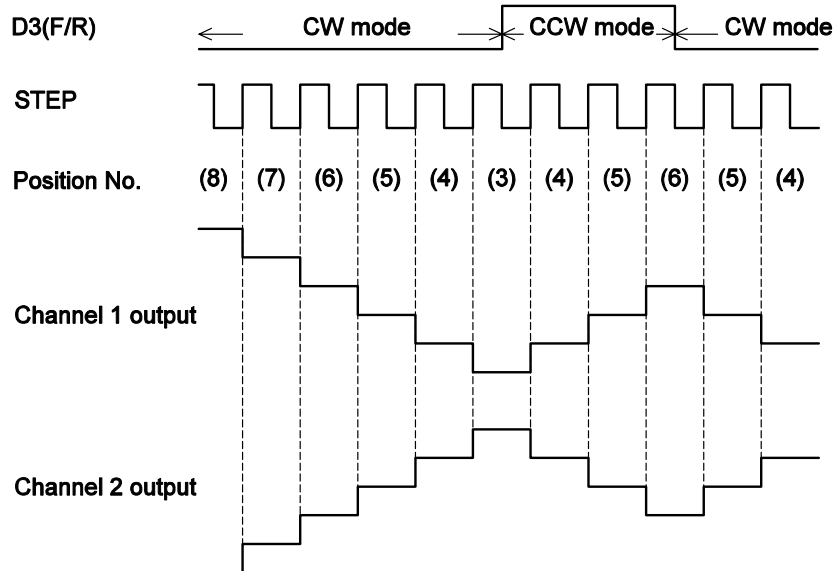 D3(F/R) CW mode CCW mode CW mode
STEP
Position No. (8) (7) (6) (5) (4) (3) (4) (5) (6) (5) (4)
Channel 1 output
Channel 2 output